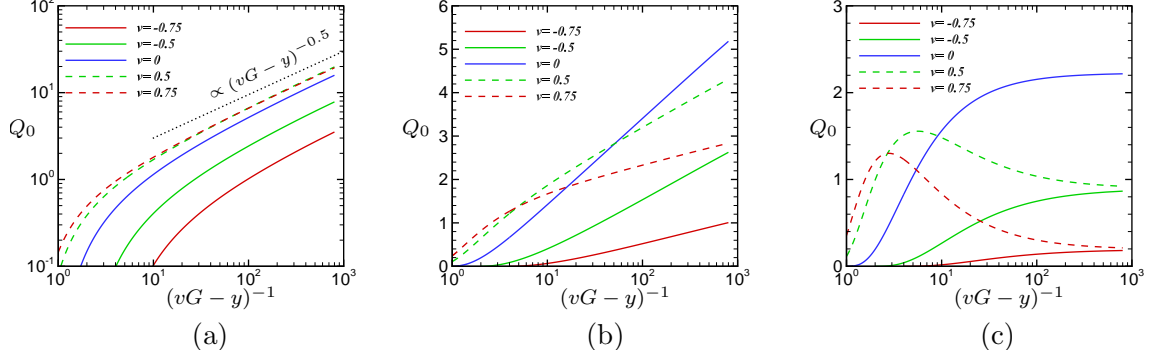 10²
v= -0.75
v= -0.5
v= 0
v= 0.5
v= 0.75
∝ (vG − y)^−0.5
10¹
Q₀
10⁰
10⁻¹
10⁰ 10¹ 10² 10³
(vG − y)⁻¹
(a)
6
v= -0.75
v= -0.5
v= 0
v= 0.5
v= 0.75
5
4
Q₀
3
2
1
0
10⁰ 10¹ 10² 10³
(vG − y)⁻¹
(b)
3
v= -0.75
v= -0.5
v= 0
v= 0.5
v= 0.75
2
Q₀
1
0
10⁰ 10¹ 10² 10³
(vG − y)⁻¹
(c)